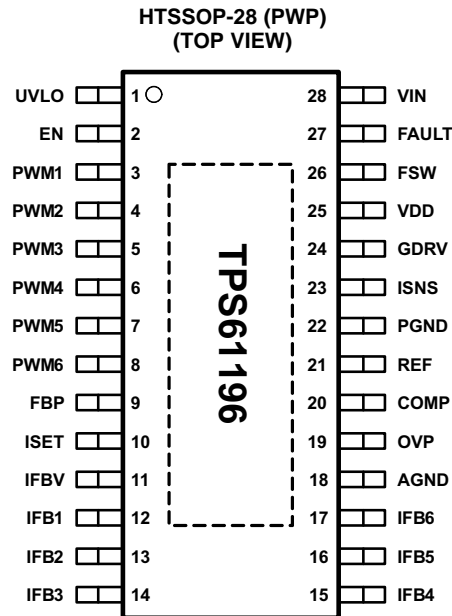 HTSSOP-28 (PWP)
(TOP VIEW)
UVLO 1 28 VIN
EN 2 27 FAULT
PWM1 3 26 FSW
PWM2 4 25 VDD
PWM3 5 24 GDRV
PWM4 6 23 ISNS
PWM5 7 22 PGND
PWM6 8 21 REF
FBP 9 20 COMP
ISET 10 19 OVP
IFBV 11 18 AGND
IFB1 12 17 IFB6
IFB2 13 16 IFB5
IFB3 14 15 IFB4
TPS61196